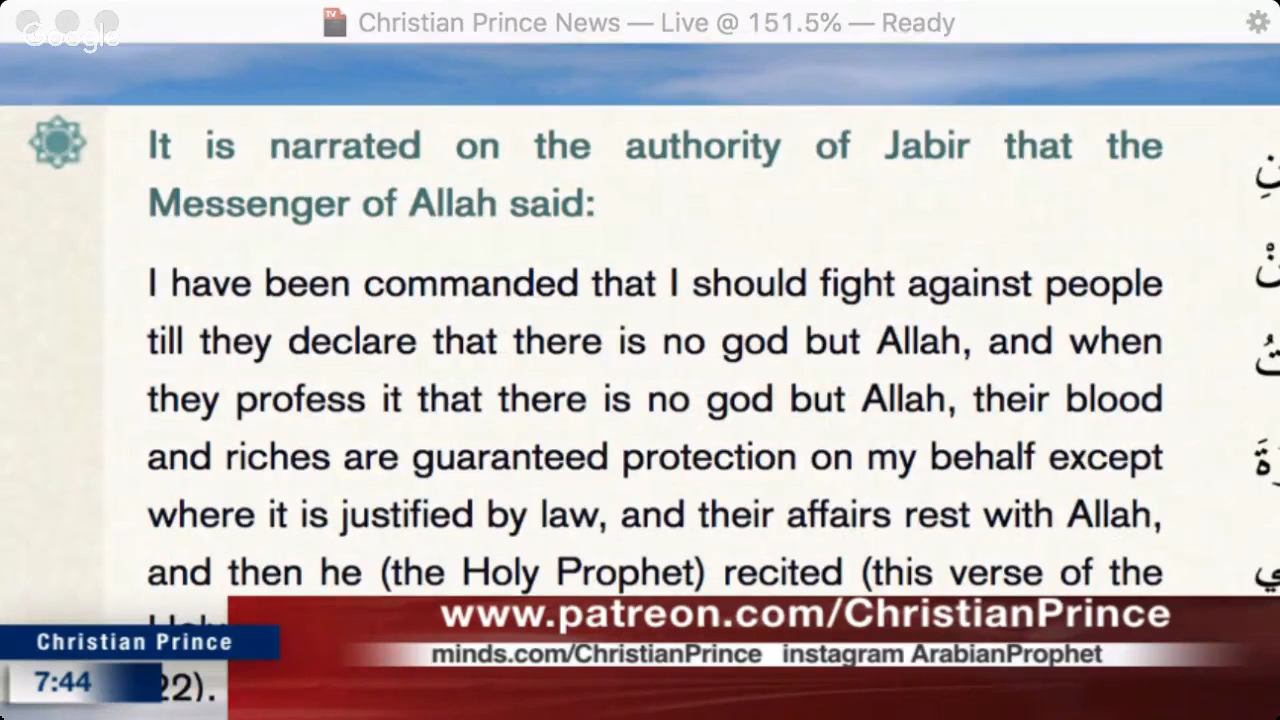 Christian Prince News — Live @ 151.5% — Ready
Google
It is narrated on the authority of Jabir that the
Messenger of Allah said:
I have been commanded that I should fight against people
till they declare that there is no god but Allah, and when
they profess it that there is no god but Allah, their blood
and riches are guaranteed protection on my behalf except
where it is justified by law, and their affairs rest with Allah,
and then he (the Holy Prophet) recited (this verse of the
www.patreon.com/ChristianPrince
Christian Prince
minds.com/ChristianPrince instagram ArabianProphet
7:44
22).